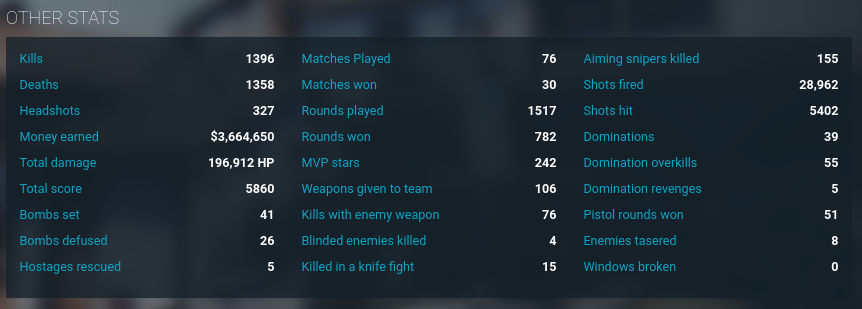 OTHER STATS
Kills 1396 Matches Played 76 Aiming snipers killed 155
Deaths 1358 Matches won 30 Shots fired 28,962
Headshots 327 Rounds played 1517 Shots hit 5402
Money earned $3,664,650 Rounds won 782 Dominations 39
Total damage 196,912 HP MVP stars 242 Domination overkills 55
Total score 5860 Weapons given to team 106 Domination revenges 5
Bombs set 41 Kills with enemy weapon 76 Pistol rounds won 51
Bombs defused 26 Blinded enemies killed 4 Enemies tasered 8
Hostages rescued 5 Killed in a knife fight 15 Windows broken 0